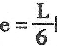 e = L/6